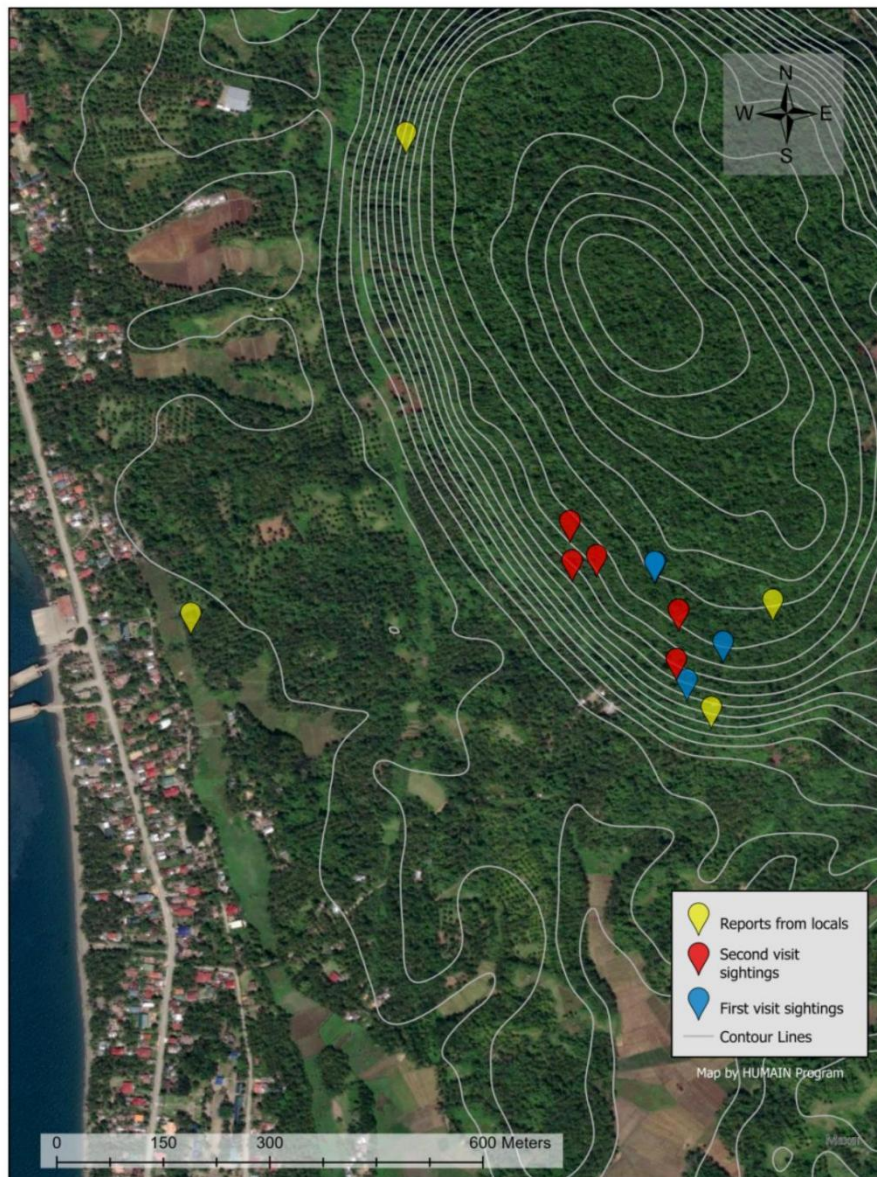 N
W E
S
Reports from locals
Second visit
sightings
First visit sightings
Contour Lines
Map by HUMAIN Program
0 150 300 600 Meters